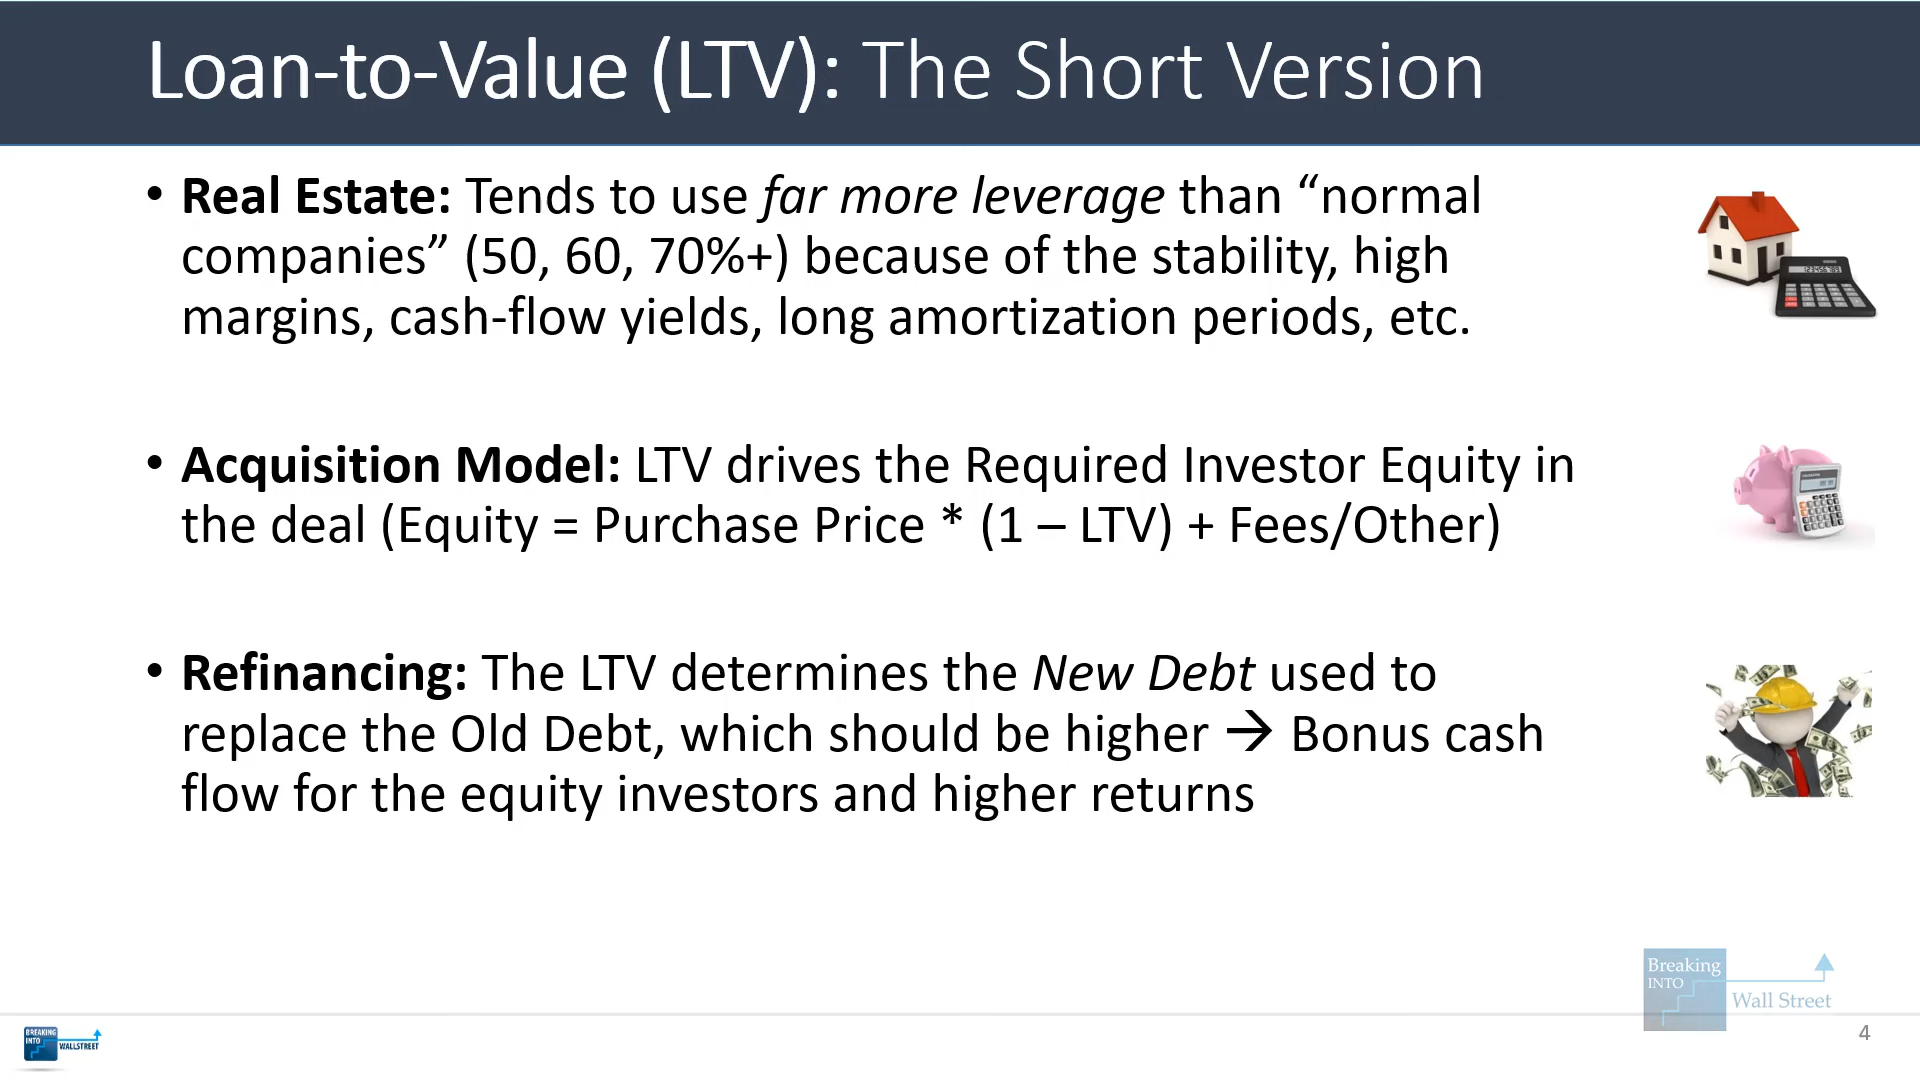 Loan-to-Value (LTV): The Short Version
• Real Estate: Tends to use far more leverage than “normal
companies” (50, 60, 70%+) because of the stability, high
margins, cash-flow yields, long amortization periods, etc.
• Acquisition Model: LTV drives the Required Investor Equity in
the deal (Equity = Purchase Price * (1 – LTV) + Fees/Other)
• Refinancing: The LTV determines the New Debt used to
replace the Old Debt, which should be higher → Bonus cash
flow for the equity investors and higher returns
Breaking
INTO
Wall Street
BREAKING
INTO
WALLSTREET
4